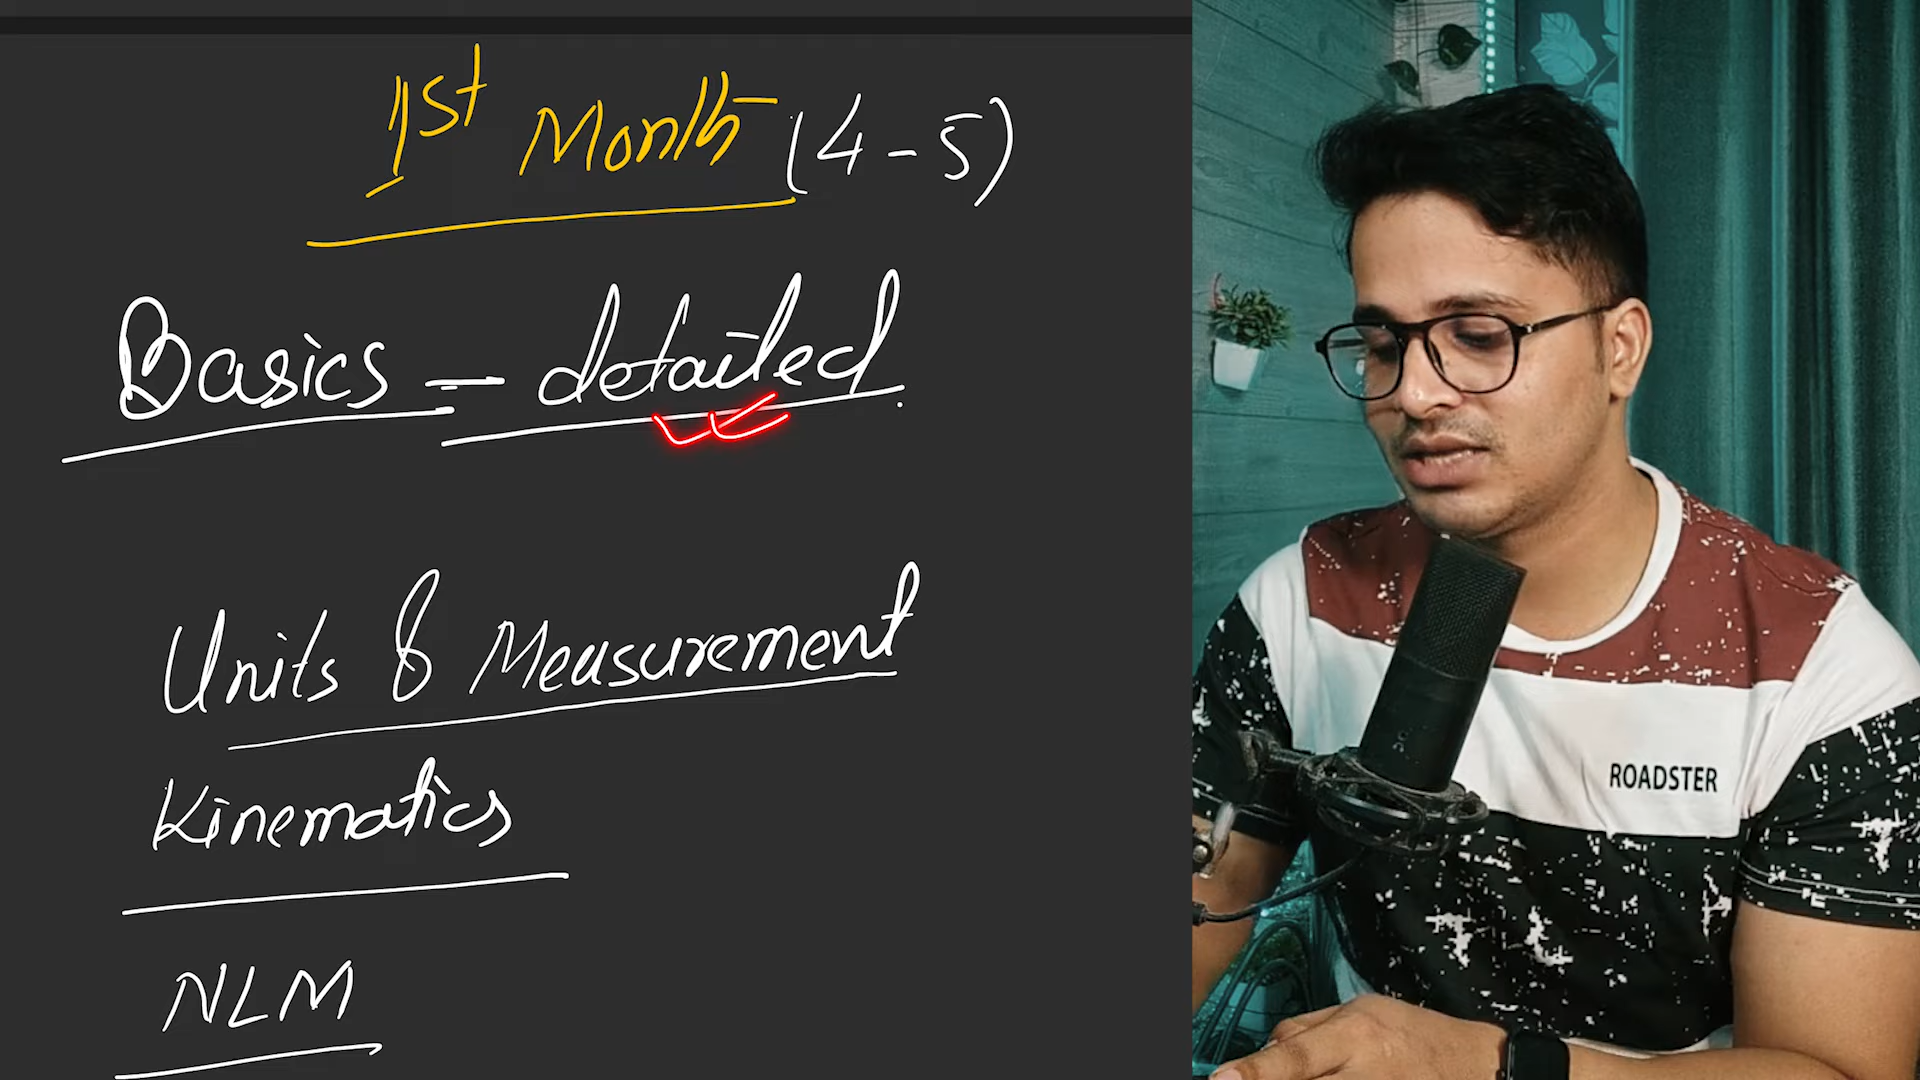 1st Month (4-5)
Basics - detailed.
Units & Measurement
Kinematics
NLM
ROADSTER